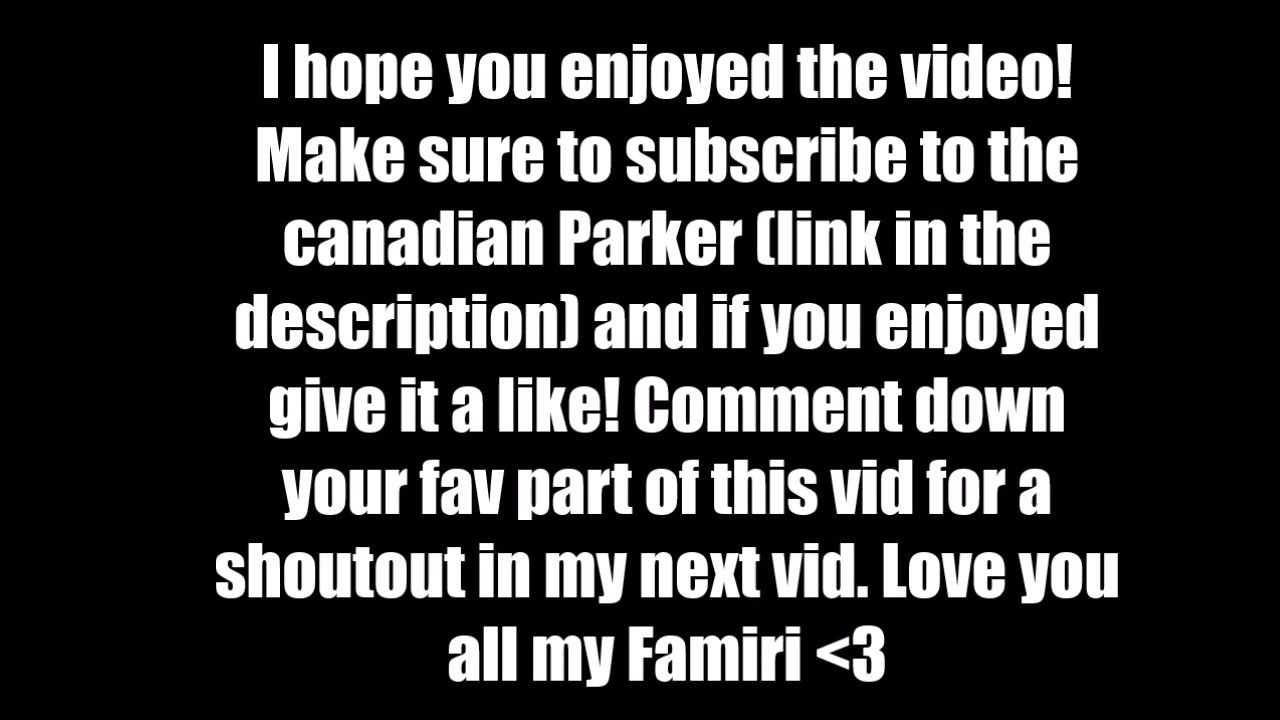 I hope you enjoyed the video!
Make sure to subscribe to the
canadian Parker (link in the
description) and if you enjoyed
give it a like! Comment down
your fav part of this vid for a
shoutout in my next vid. Love you
all my Famiri <3